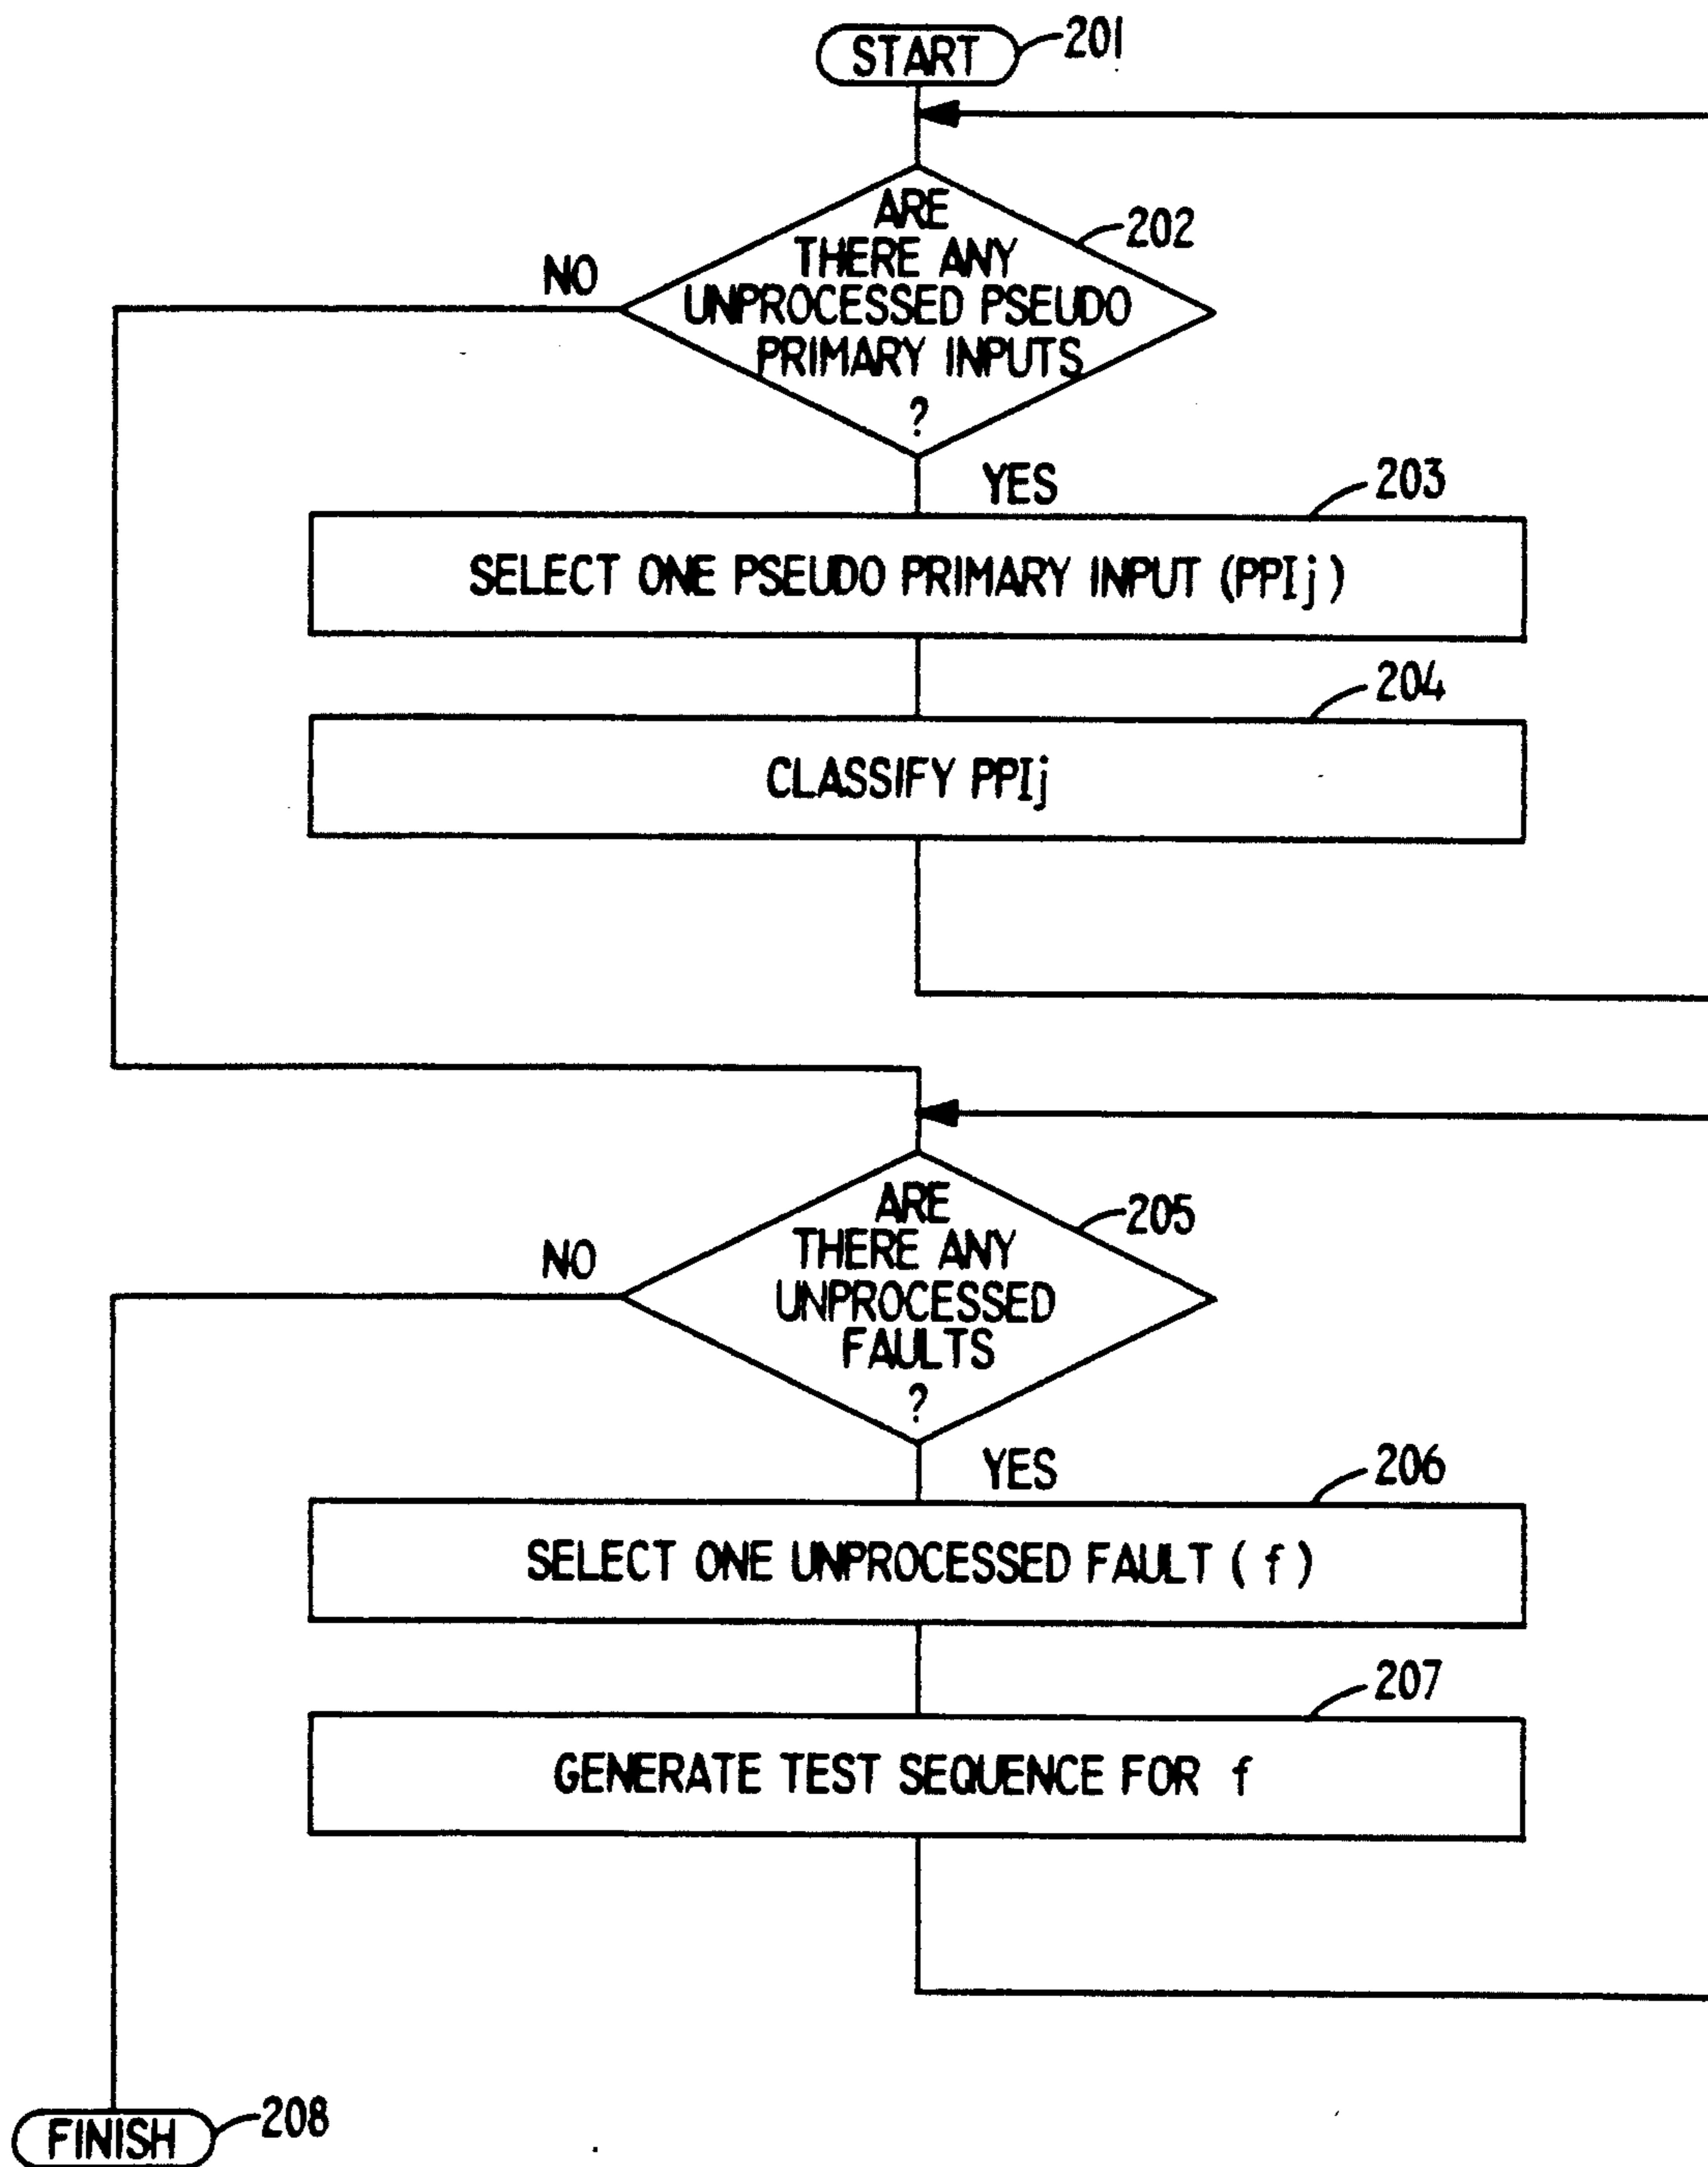 START
201
ARE
THERE ANY
UNPROCESSED PSEUDO
PRIMARY INPUTS
?
202
NO
YES
203
SELECT ONE PSEUDO PRIMARY INPUT (PPIj)
204
CLASSIFY PPIj
ARE
THERE ANY
UNPROCESSED
FAULTS
?
205
NO
YES
206
SELECT ONE UNPROCESSED FAULT ( f )
207
GENERATE TEST SEQUENCE FOR f
FINISH
208